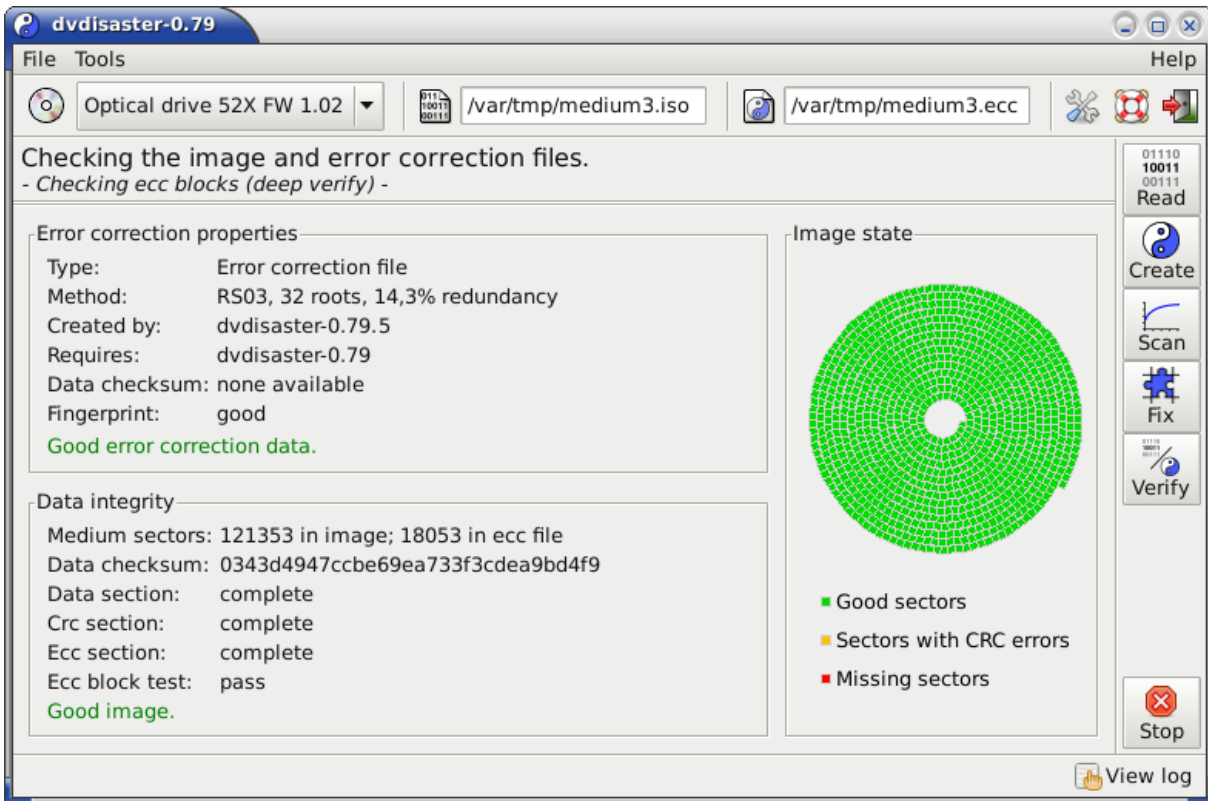 dvdisaster-0.79
File Tools Help
Optical drive 52X FW 1.02 /var/tmp/medium3.iso /var/tmp/medium3.ecc
Checking the image and error correction files.
- Checking ecc blocks (deep verify) -
Error correction properties
Type: Error correction file
Method: RS03, 32 roots, 14,3% redundancy
Created by: dvdisaster-0.79.5
Requires: dvdisaster-0.79
Data checksum: none available
Fingerprint: good
Good error correction data.
Data integrity
Medium sectors: 121353 in image; 18053 in ecc file
Data checksum: 0343d4947ccbe69ea733f3cdea9bd4f9
Data section: complete
Crc section: complete
Ecc section: complete
Ecc block test: pass
Good image.
Image state
Good sectors
Sectors with CRC errors
Missing sectors
01110
10011
00111
Read
Create
Scan
Fix
Verify
Stop
View log